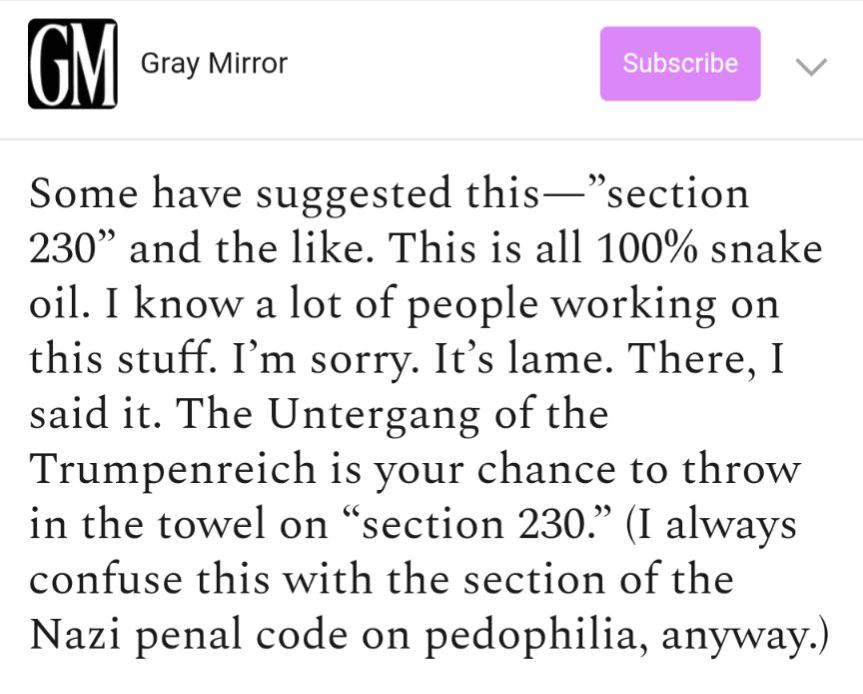 GM
Gray Mirror
Subscribe
Some have suggested this—”section
230” and the like. This is all 100% snake
oil. I know a lot of people working on
this stuff. I’m sorry. It’s lame. There, I
said it. The Untergang of the
Trumpenreich is your chance to throw
in the towel on “section 230.” (I always
confuse this with the section of the
Nazi penal code on pedophilia, anyway.)